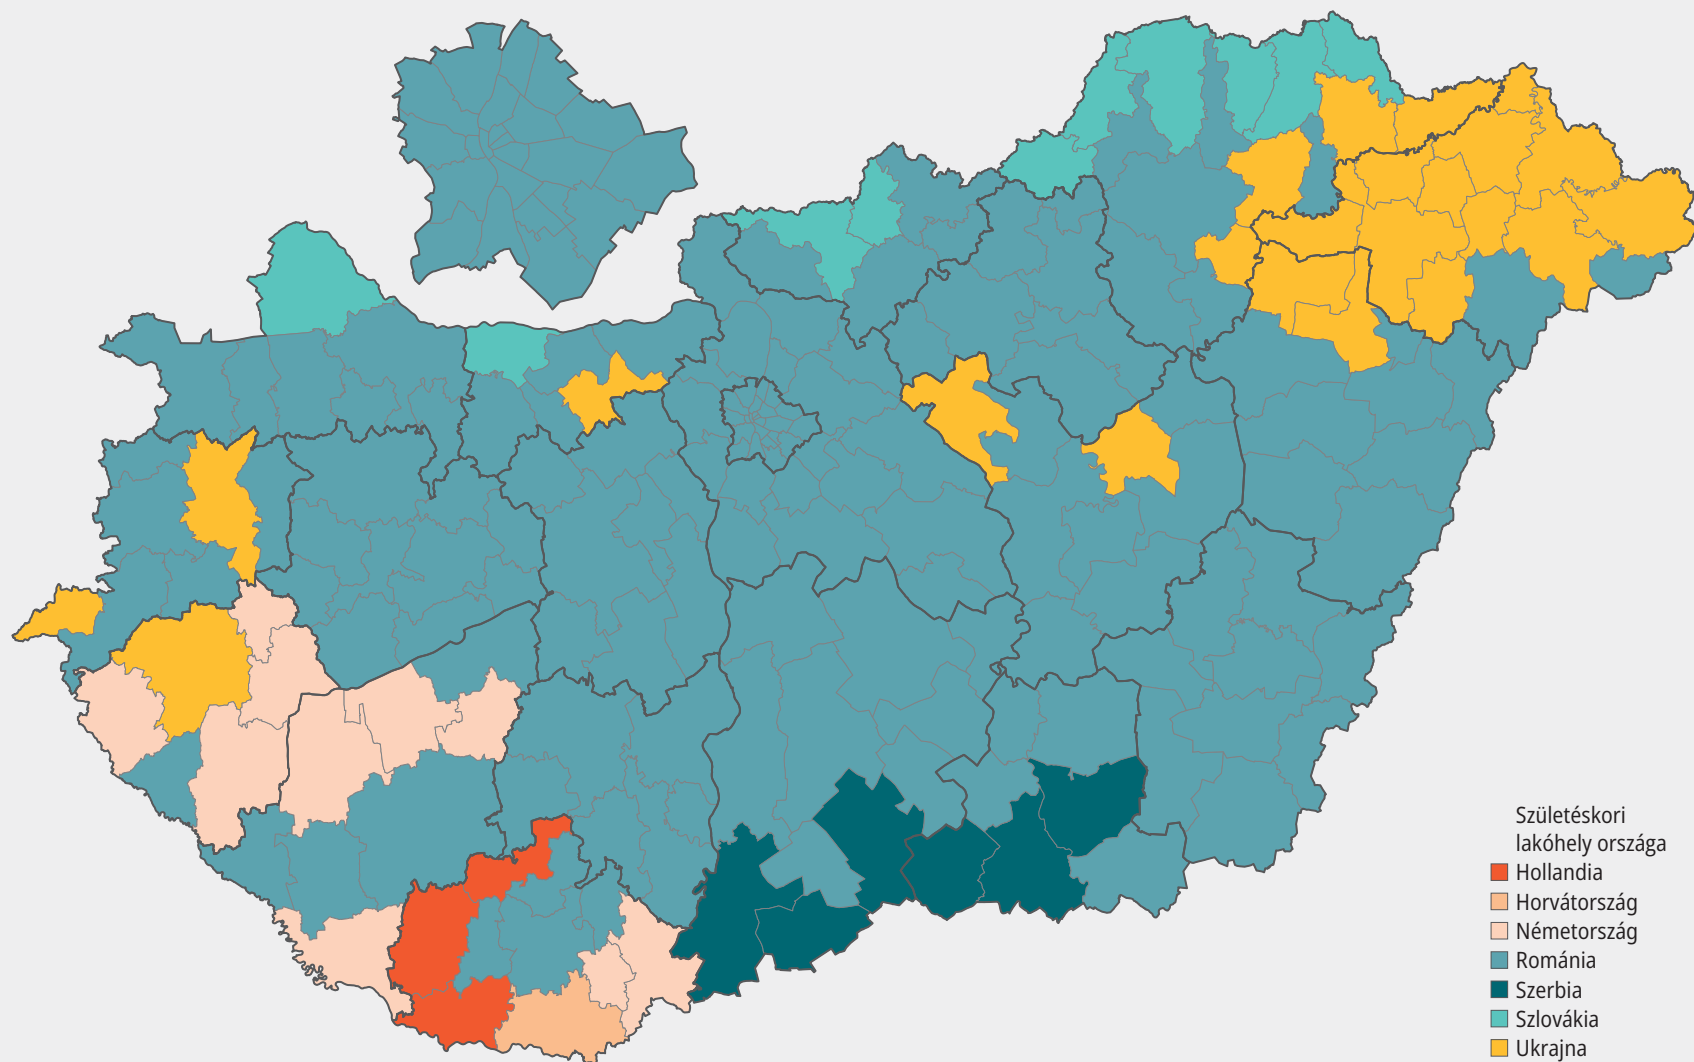 Születéskori
lakóhely országa
Hollandia
Horvátország
Németország
Románia
Szerbia
Szlovákia
Ukrajna